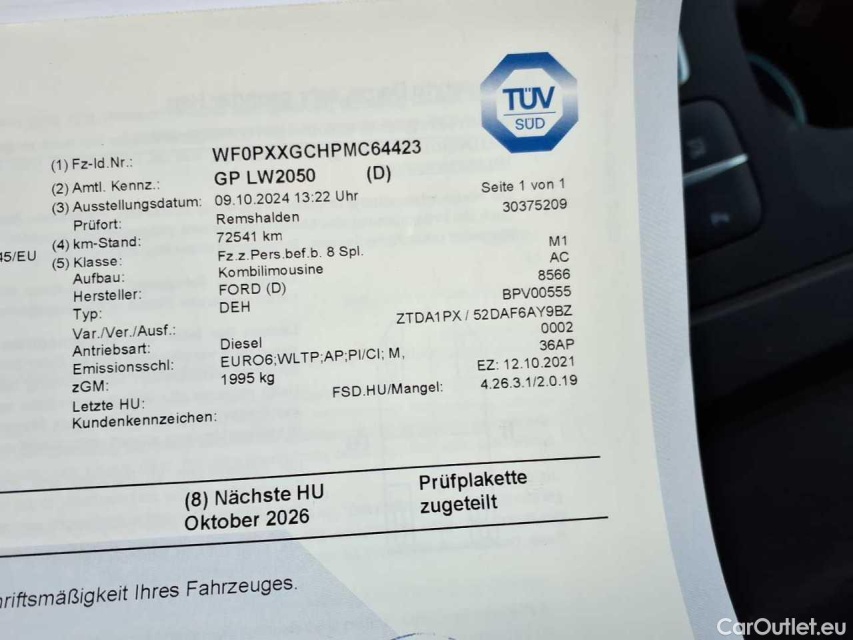 TÜV
SÜD
(1) Fz-Id.Nr.: WF0PXXGCHPMC64423
(2) Amtl. Kennz.: GP LW2050 (D)
(3) Ausstellungsdatum: 09.10.2024 13:22 Uhr Seite 1 von 1
Prüfort: Remshalden 30375209
(4) km-Stand: 72541 km
45/EU (5) Klasse: Fz.z.Pers.bef.b. 8 Spl. M1
Aufbau: Kombilimousine AC
Hersteller: FORD (D) 8566
Typ: DEH BPV00555
Var./Ver./Ausf.: ZTDA1PX / 52DAF6AY9BZ
Antriebsart: Diesel 0002
Emissionsschl: EURO6;WLTP;AP;PI/CI; M, 36AP
zGM: 1995 kg EZ: 12.10.2021
Letzte HU: FSD.HU/Mangel: 4.26.3.1/2.0.19
Kundenkennzeichen:
(8) Nächste HU Prüfplakette
Oktober 2026 zugeteilt
riftsmäßigkeit Ihres Fahrzeuges.
CarOutlet.eu